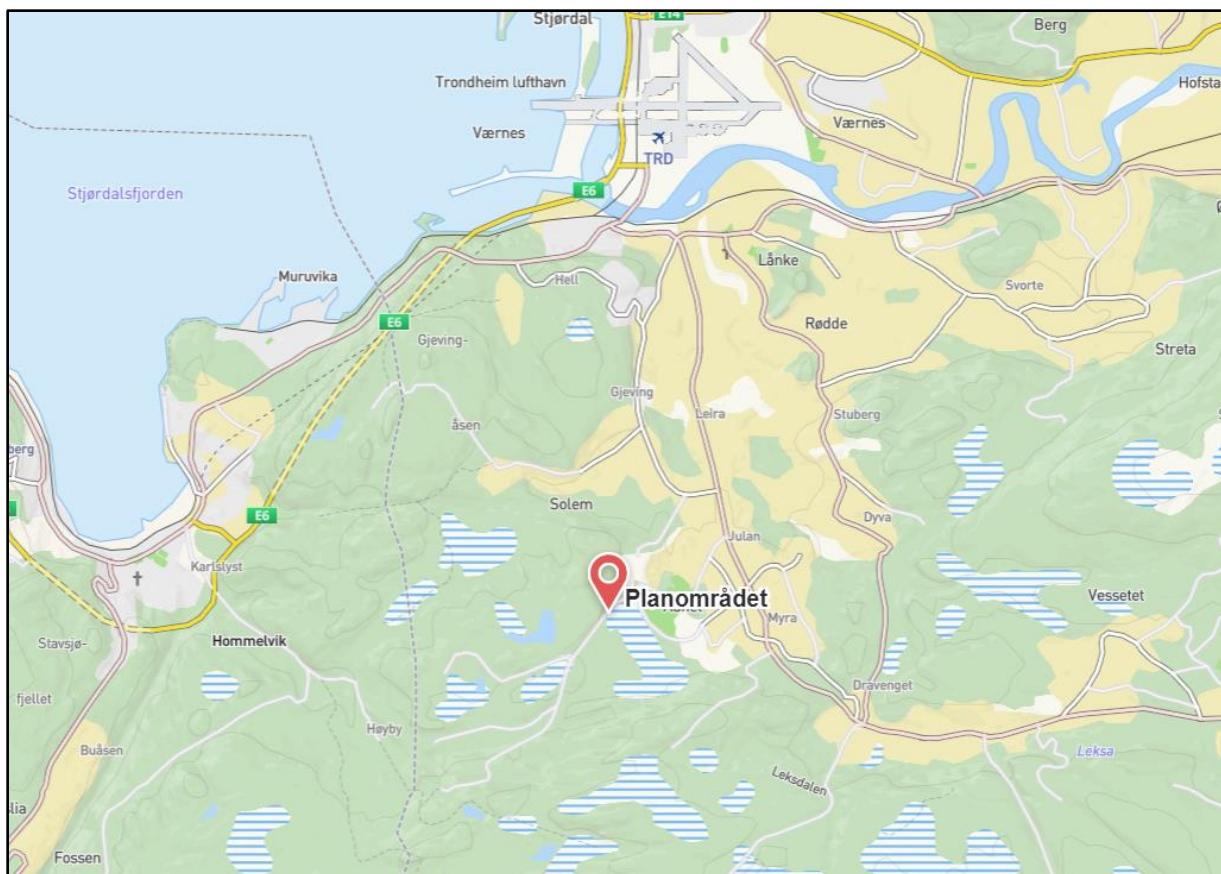 Stjørdal
E14
Berg
Trondheim lufthavn
Hofsta
Værnes
Værnes
TRD
E6
Stjørdalsfjorden
Muruvika
Hell
Lånke
Svorte
E6
Gjeving-
Rødde
Streta
Gjeving
Leira
Stuberg
åsen
berg
Solem
E6
Dyva
Julan
Karlslyst
Planområdet
Vessetet
Myra
Stavsjø-
Hommelvik
fjellet
Dravenget
Høyby
Buåsen
Leksa
Leksdalen
slia
Fossen